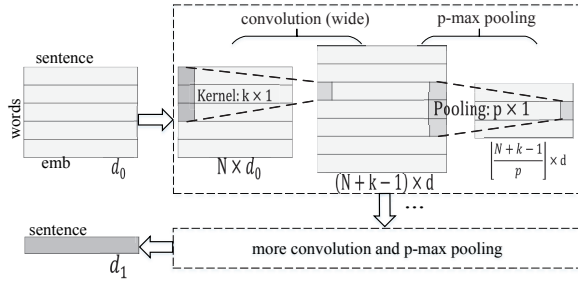 convolution (wide)
p-max pooling
sentence
words
emb
d₀
Kernel: k × 1
N × d₀
(N + k − 1) × d
Pooling: p × 1
⌈(N + k − 1)/p⌉ × d
...
sentence
d₁
more convolution and p-max pooling